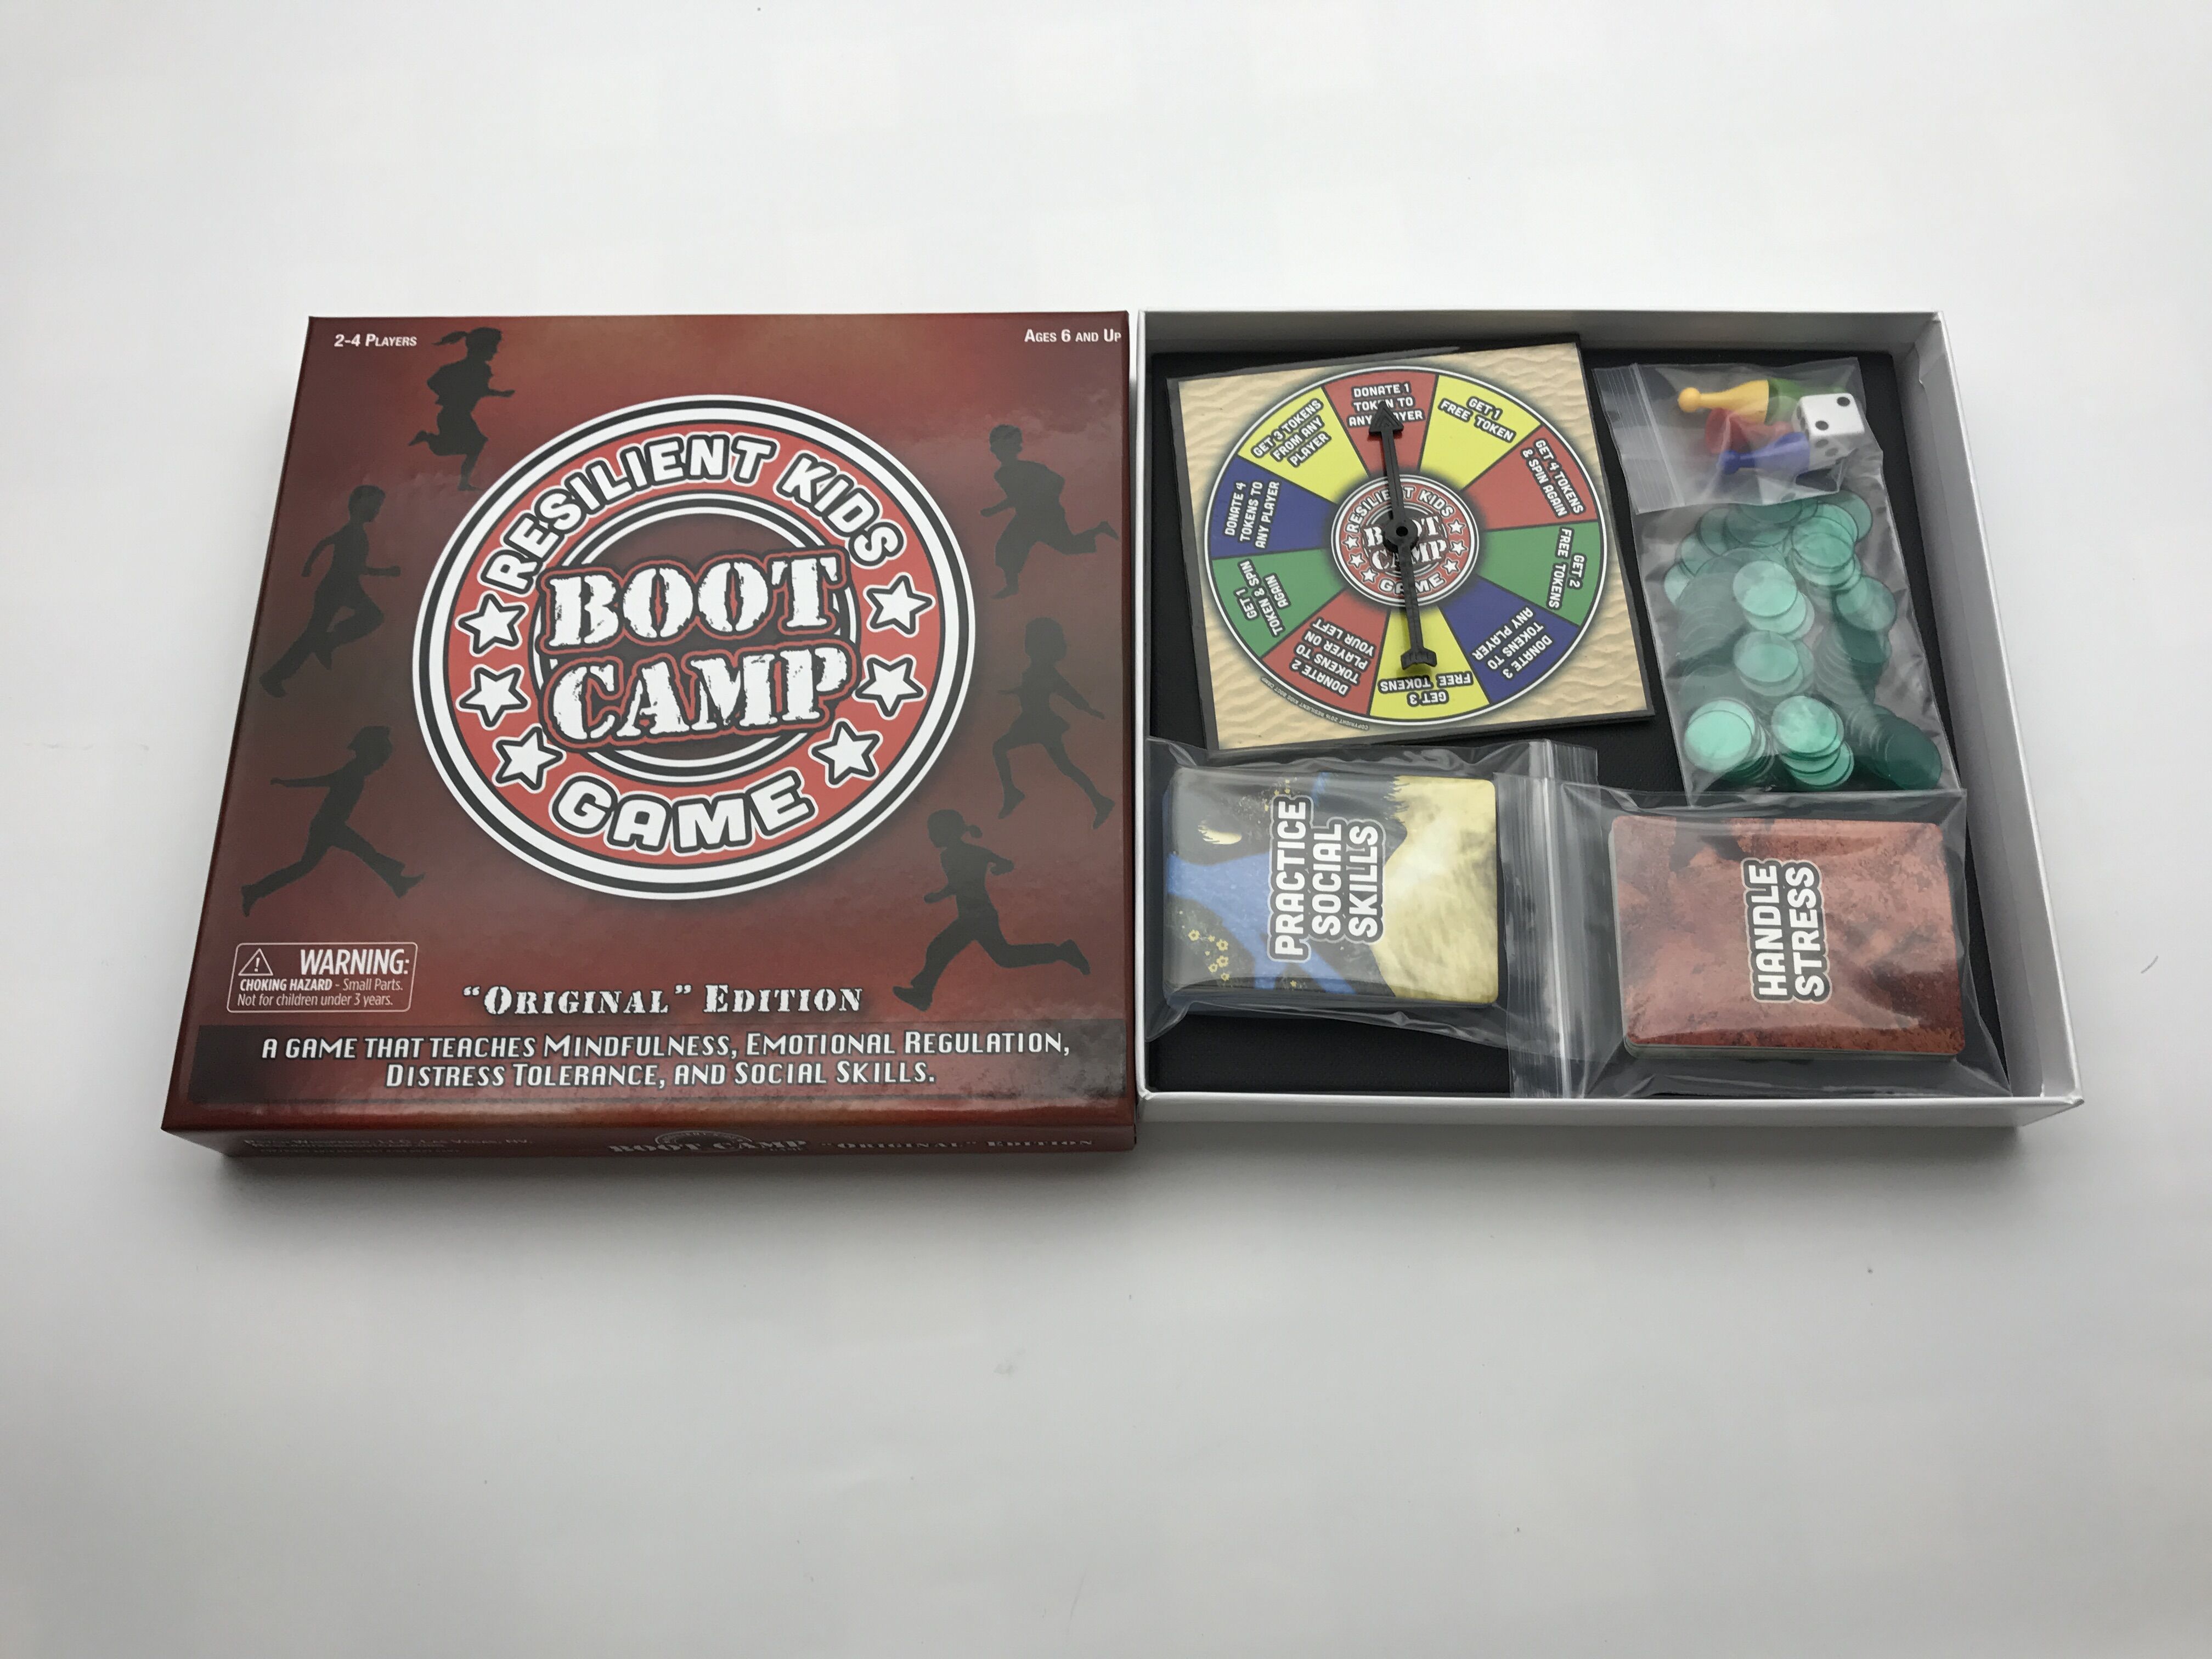 2-4 Players
Ages 6 and Up
RESILIENT KIDS
BOOT
CAMP
GAME
WARNING:
CHOKING HAZARD - Small Parts.
Not for children under 3 years.
"Original" Edition
A game that teaches Mindfulness, Emotional Regulation,
Distress Tolerance, and Social Skills.
BOOT CAMP "Original" Edition
GAME
DONATE 1
TOKEN TO
ANY PLAYER
GET 1
FREE TOKEN
GET 4 TOKENS
& SPIN AGAIN
GET 2
FREE TOKENS
DONATE 3
TOKENS TO
ANY PLAYER
GET 3
FREE TOKENS
DONATE 2
TOKENS TO
PLAYER ON
YOUR LEFT
GET 1
TOKEN & SPIN
AGAIN
DONATE 4
TOKENS TO
ANY PLAYER
GET 3 TOKENS
FROM ANY
PLAYER
RESILIENT KIDS
BOOT
CAMP
GAME
PRACTICE
SOCIAL
SKILLS
HANDLE
STRESS